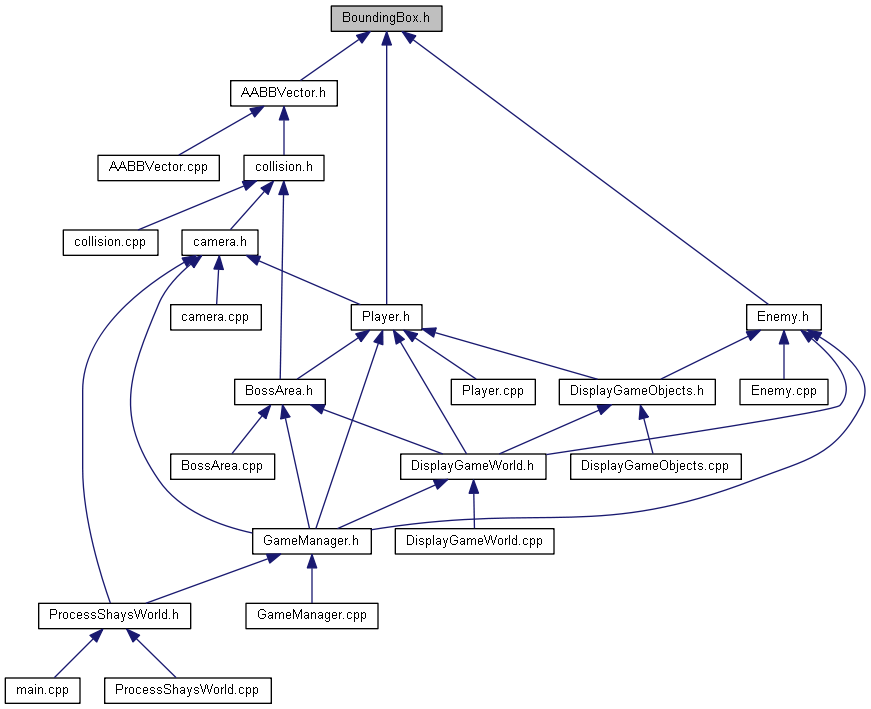 BoundingBox.h
AABBVector.h
AABBVector.cpp
collision.h
collision.cpp
camera.h
camera.cpp
Player.h
Enemy.h
BossArea.h
Player.cpp
DisplayGameObjects.h
Enemy.cpp
BossArea.cpp
DisplayGameWorld.h
DisplayGameObjects.cpp
GameManager.h
DisplayGameWorld.cpp
ProcessShaysWorld.h
GameManager.cpp
main.cpp
ProcessShaysWorld.cpp